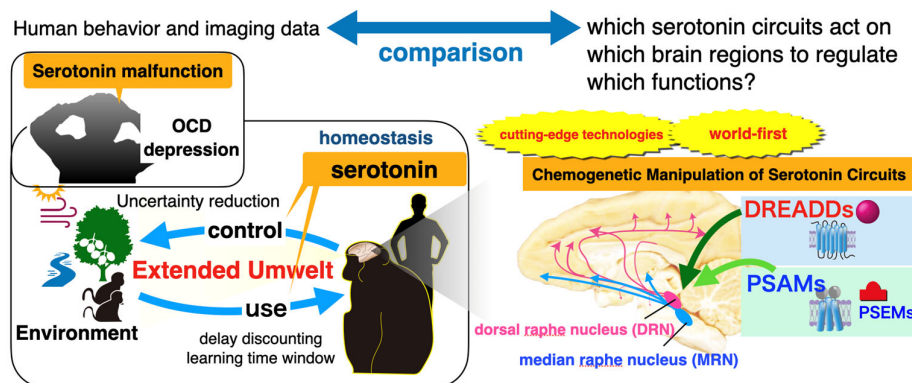 Human behavior and imaging data
comparison
which serotonin circuits act on
which brain regions to regulate
which functions?
Serotonin malfunction
OCD
depression
homeostasis
serotonin
Uncertainty reduction
control
Extended Umwelt
use
Environment
delay discounting
learning time window
cutting-edge technologies
world-first
Chemogenetic Manipulation of Serotonin Circuits
DREADDs
PSAMs
PSEMs
dorsal raphe nucleus (DRN)
median raphe nucleus (MRN)